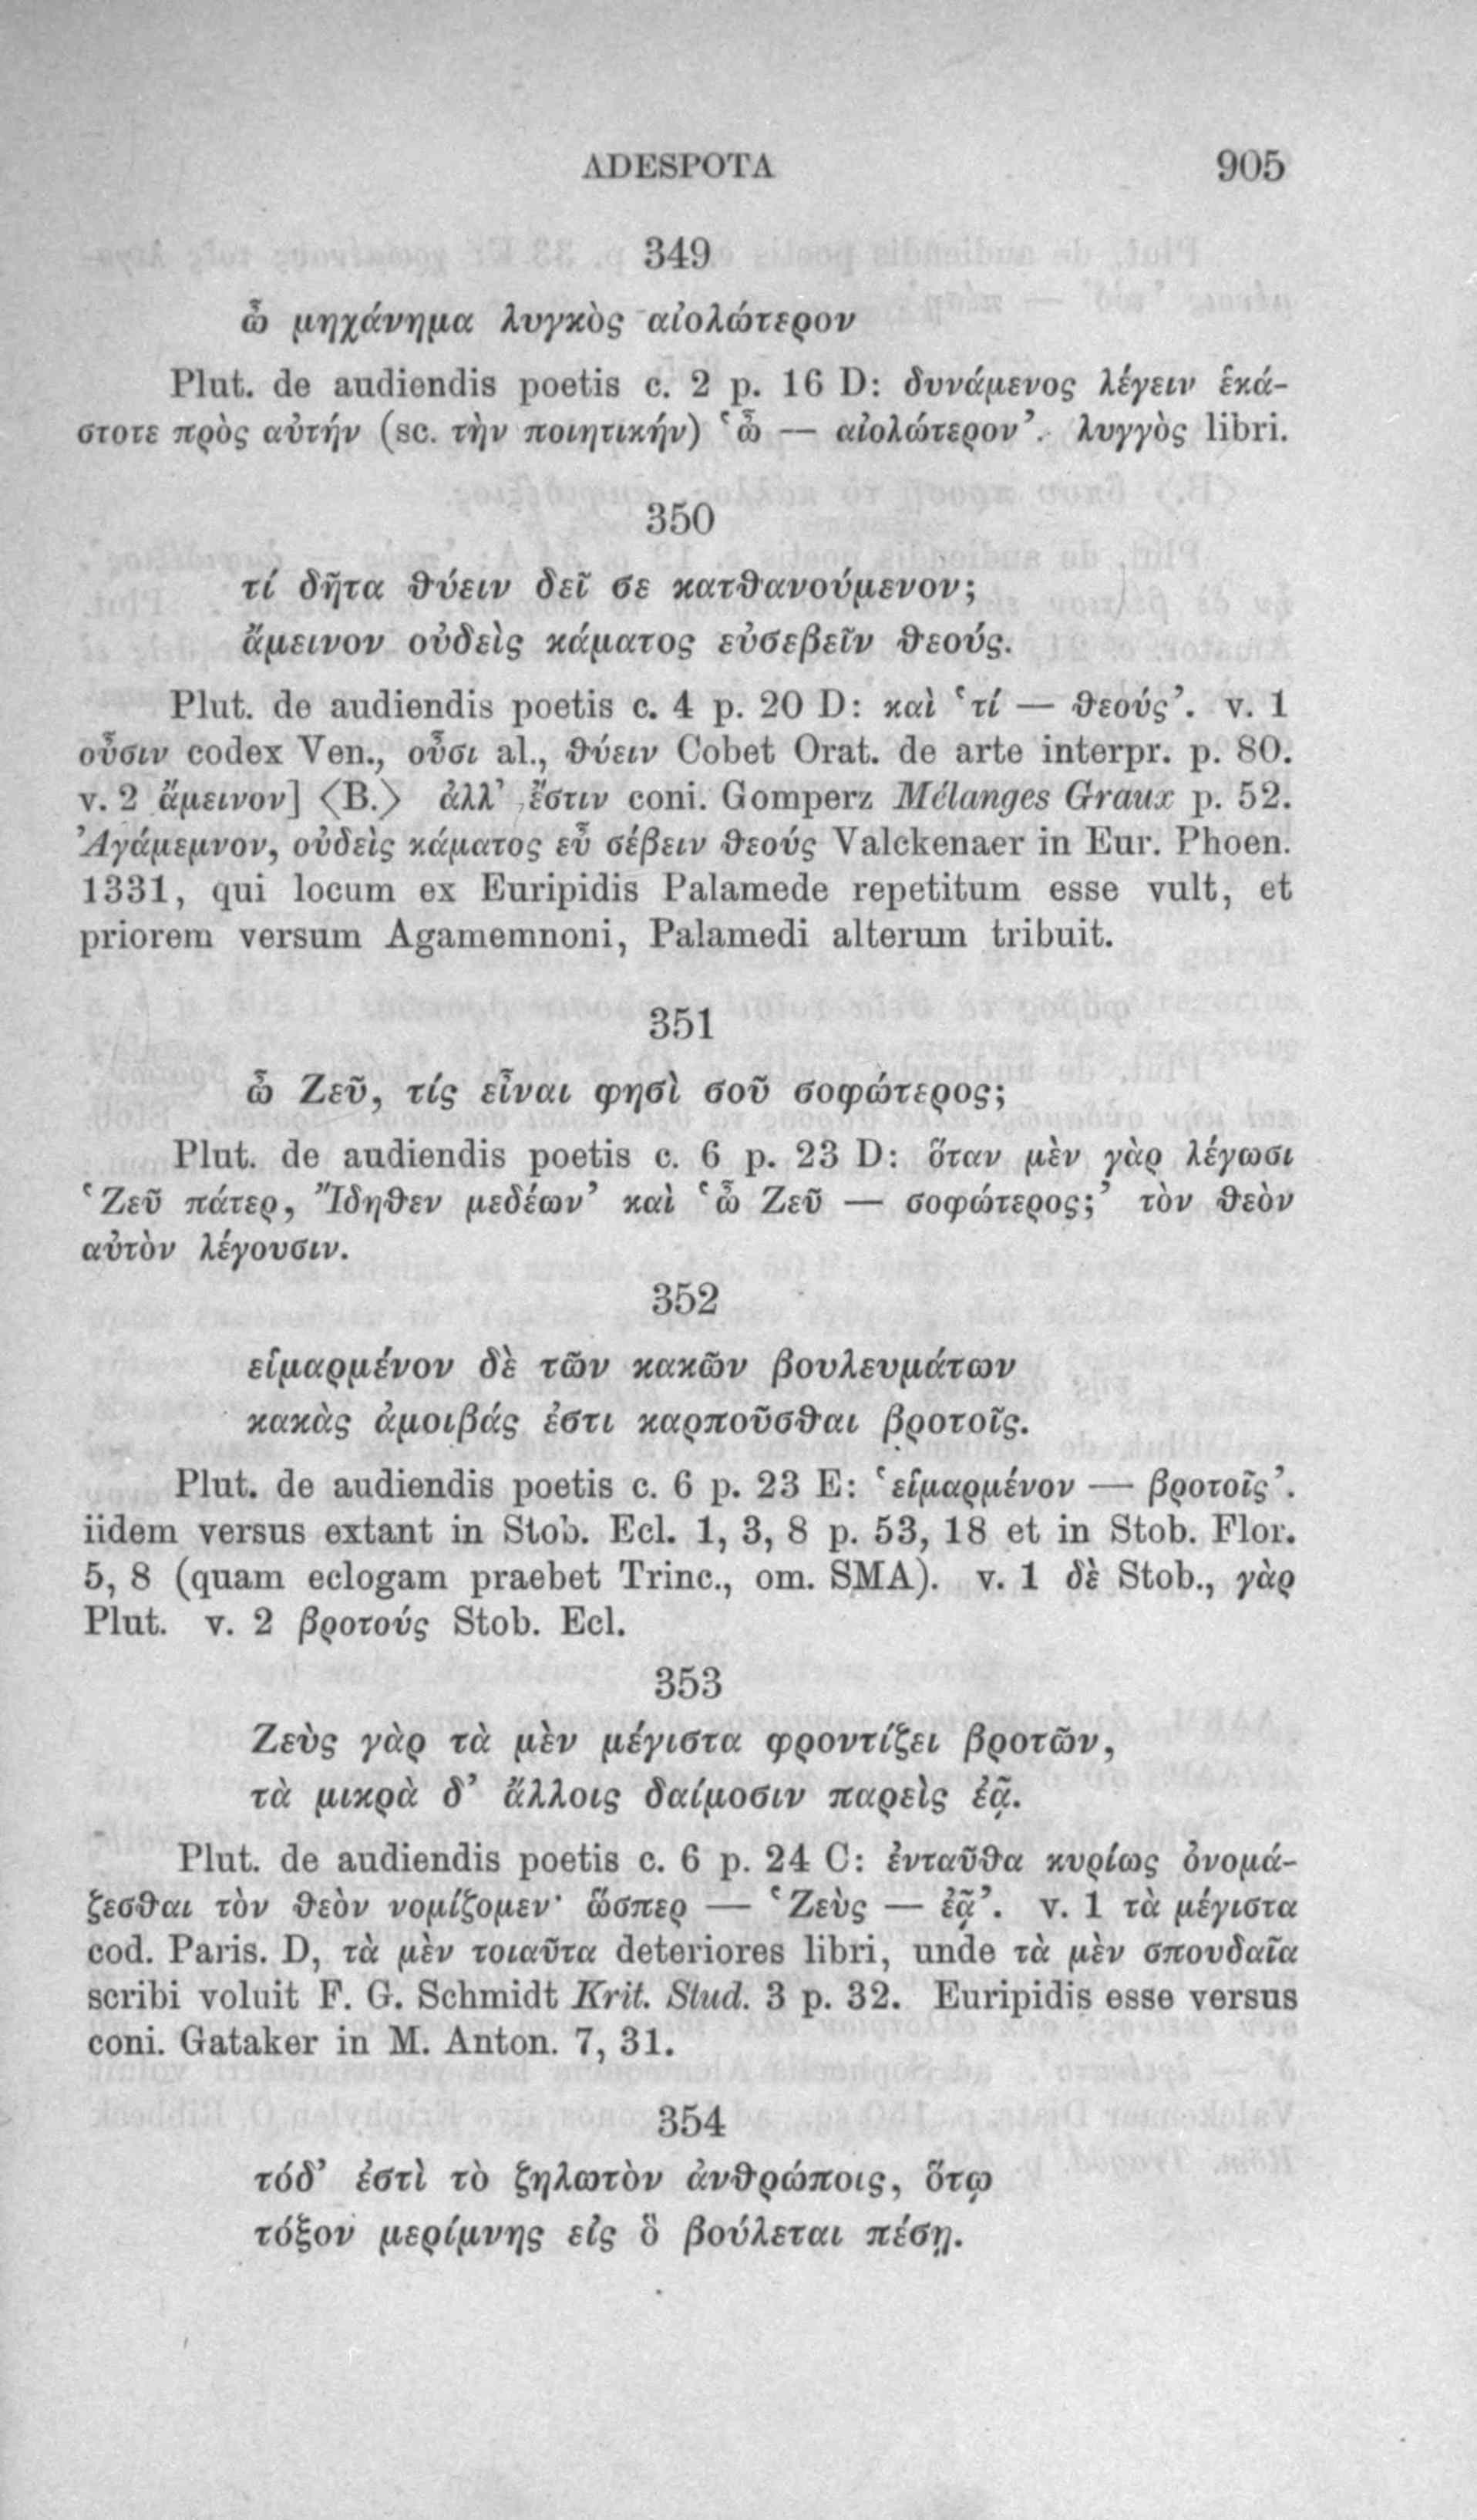 ADESPOTA 905
349
ὦ μηχάνημα λυγκὸς αἰολώτερον
Plut. de audiendis poetis c. 2 p. 16 D: δυνάμενος λέγειν ἑκά-
στοτε πρὸς αὐτήν (sc. τὴν ποιητικήν) ‘ὦ — αἰολώτερον’. λυγγὸς libri.
350
τί δῆτα θύειν δεῖ σε κατθανούμενον;
ἄμεινον οὐδεὶς κάματος εὐσεβεῖν θεούς.
Plut. de audiendis poetis c. 4 p. 20 D: καὶ ‘τί — θεούς’. v. 1
οὖσιν codex Ven., οὖσι al., θύειν Cobet Orat. de arte interpr. p. 80.
v. 2 ἄμεινον] ⟨B.⟩ ἀλλ’ ἔστιν coni. Gomperz Mélanges Graux p. 52.
Ἀγάμεμνον, οὐδεὶς κάματος εὖ σέβειν θεούς Valckenaer in Eur. Phoen.
1331, qui locum ex Euripidis Palamede repetitum esse vult, et
priorem versum Agamemnoni, Palamedi alterum tribuit.
351
ὦ Ζεῦ, τίς εἶναι φησὶ σοῦ σοφώτερος;
Plut. de audiendis poetis c. 6 p. 23 D: ὅταν μὲν γὰρ λέγωσι
‘Ζεῦ πάτερ, Ἴδηθεν μεδέων’ καὶ ‘ὦ Ζεῦ — σοφώτερος;’ τὸν θεὸν
αὐτὸν λέγουσιν.
352
εἱμαρμένον δὲ τῶν κακῶν βουλευμάτων
κακὰς ἀμοιβάς ἐστι καρποῦσθαι βροτοῖς.
Plut. de audiendis poetis c. 6 p. 23 E: ‘εἱμαρμένον — βροτοῖς’.
iidem versus extant in Stob. Ecl. 1, 3, 8 p. 53, 18 et in Stob. Flor.
5, 8 (quam eclogam praebet Trinc., om. SMA). v. 1 δὲ Stob., γὰρ
Plut. v. 2 βροτούς Stob. Ecl.
353
Ζεὺς γὰρ τὰ μὲν μέγιστα φροντίζει βροτῶν,
τὰ μικρὰ δ’ ἄλλοις δαίμοσιν παρεὶς ἐᾷ.
Plut. de audiendis poetis c. 6 p. 24 C: ἐνταῦθα κυρίως ὀνομά-
ζεσθαι τὸν θεὸν νομίζομεν· ὥσπερ — ‘Ζεὺς — ἐᾷ’. v. 1 τὰ μέγιστα
cod. Paris. D, τὰ μὲν τοιαῦτα deteriores libri, unde τὰ μὲν σπουδαῖα
scribi voluit F. G. Schmidt Krit. Stud. 3 p. 32. Euripidis esse versus
coni. Gataker in M. Anton. 7, 31.
354
τόδ’ ἐστὶ τὸ ζηλωτὸν ἀνθρώποις, ὅτῳ
τόξον μερίμνης εἰς ὃ βούλεται πέσῃ.